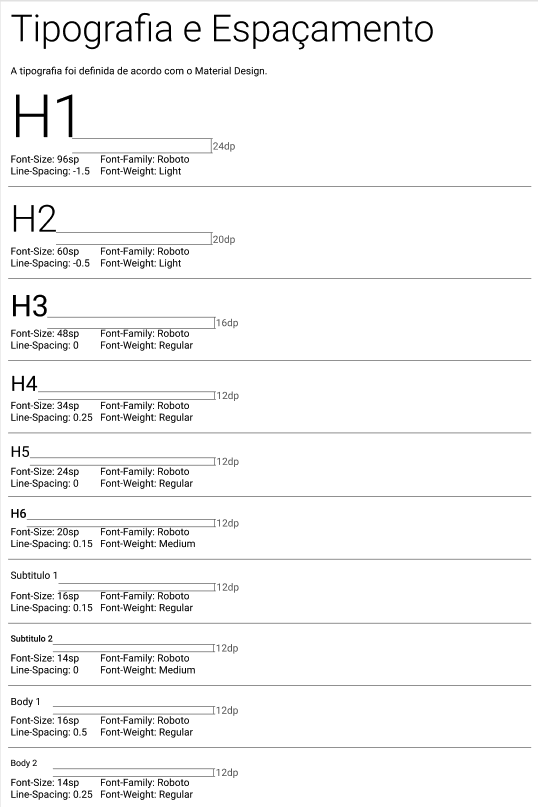 Tipografia e Espaçamento
A tipografia foi definida de acordo com o Material Design.
H1
24dp
Font-Size: 96sp Font-Family: Roboto
Line-Spacing: -1.5 Font-Weight: Light
H2
20dp
Font-Size: 60sp Font-Family: Roboto
Line-Spacing: -0.5 Font-Weight: Light
H3
16dp
Font-Size: 48sp Font-Family: Roboto
Line-Spacing: 0 Font-Weight: Regular
H4
12dp
Font-Size: 34sp Font-Family: Roboto
Line-Spacing: 0.25 Font-Weight: Regular
H5
12dp
Font-Size: 24sp Font-Family: Roboto
Line-Spacing: 0 Font-Weight: Regular
H6
12dp
Font-Size: 20sp Font-Family: Roboto
Line-Spacing: 0.15 Font-Weight: Medium
Subtitulo 1
12dp
Font-Size: 16sp Font-Family: Roboto
Line-Spacing: 0.15 Font-Weight: Regular
Subtitulo 2
12dp
Font-Size: 14sp Font-Family: Roboto
Line-Spacing: 0 Font-Weight: Medium
Body 1
12dp
Font-Size: 16sp Font-Family: Roboto
Line-Spacing: 0.5 Font-Weight: Regular
Body 2
12dp
Font-Size: 14sp Font-Family: Roboto
Line-Spacing: 0.25 Font-Weight: Regular